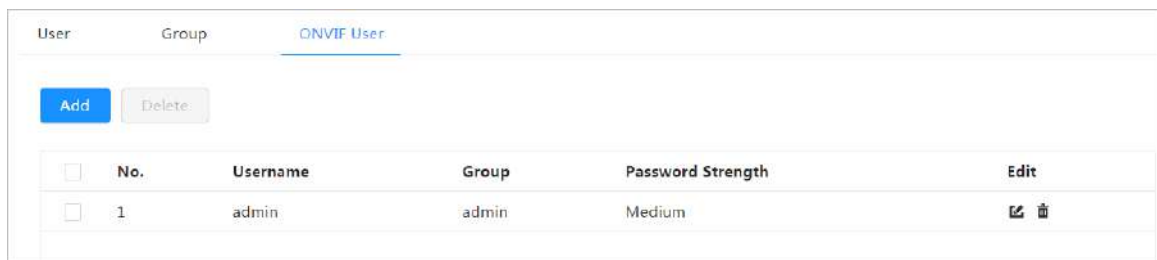 User Group ONVIF User
Add Delete
No. Username Group Password Strength Edit
1 admin admin Medium